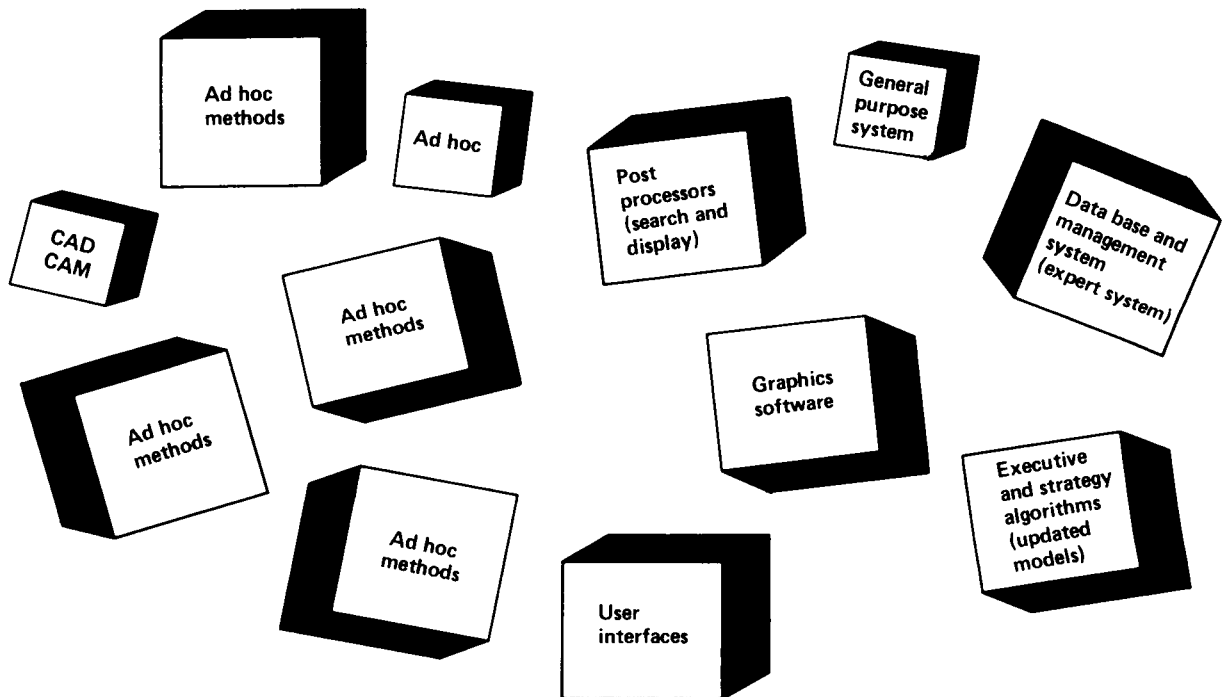 Ad hoc
methods
Ad hoc
General
purpose
system
Post
processors
(search and
display)
Data base and
management
system
(expert system)
CAD
CAM
Ad hoc
methods
Ad hoc
methods
Graphics
software
Executive
and strategy
algorithms
(updated
models)
Ad hoc
methods
User
interfaces